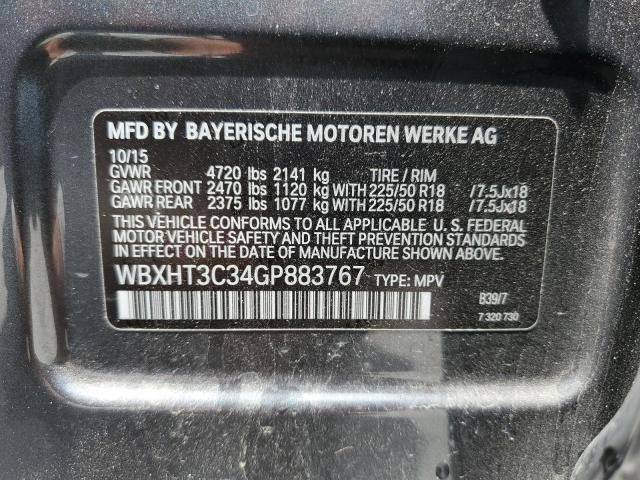 MFD BY BAYERISCHE MOTOREN WERKE AG
10/15
GVWR 4720 lbs 2141 kg TIRE / RIM
GAWR FRONT 2470 lbs 1120 kg WITH 225/50 R18 /7.5Jx18
GAWR REAR 2375 lbs 1077 kg WITH 225/50 R18 /7.5Jx18
THIS VEHICLE CONFORMS TO ALL APPLICABLE U. S. FEDERAL
MOTOR VEHICLE SAFETY AND THEFT PREVENTION STANDARDS
IN EFFECT ON THE DATE OF MANUFACTURE SHOWN ABOVE.
WBXHT3C34GP883767 TYPE: MPV
B39/7
7 320 730